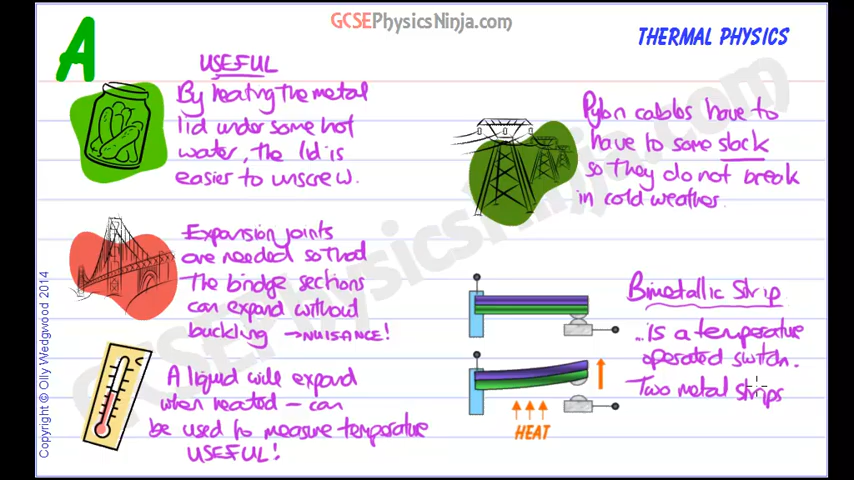 GCSEPhysicsNinja.com
THERMAL PHYSICS
A
USEFUL
By heating the metal
lid under some hot
water, the lid is
easier to unscrew.
Expansion joints
are needed so that
the bridge sections
can expand without
buckling → NUISANCE!
A liquid will expand
when heated – can
be used to measure temperature
USEFUL!
Pylon cables have to
have to some slack
so they do not break
in cold weather.
Bimetallic Strip
...is a temperature
operated switch.
Two metal strips
HEAT
Copyright © Olly Wedgwood 2014
GCSEPhysicsNinja.com